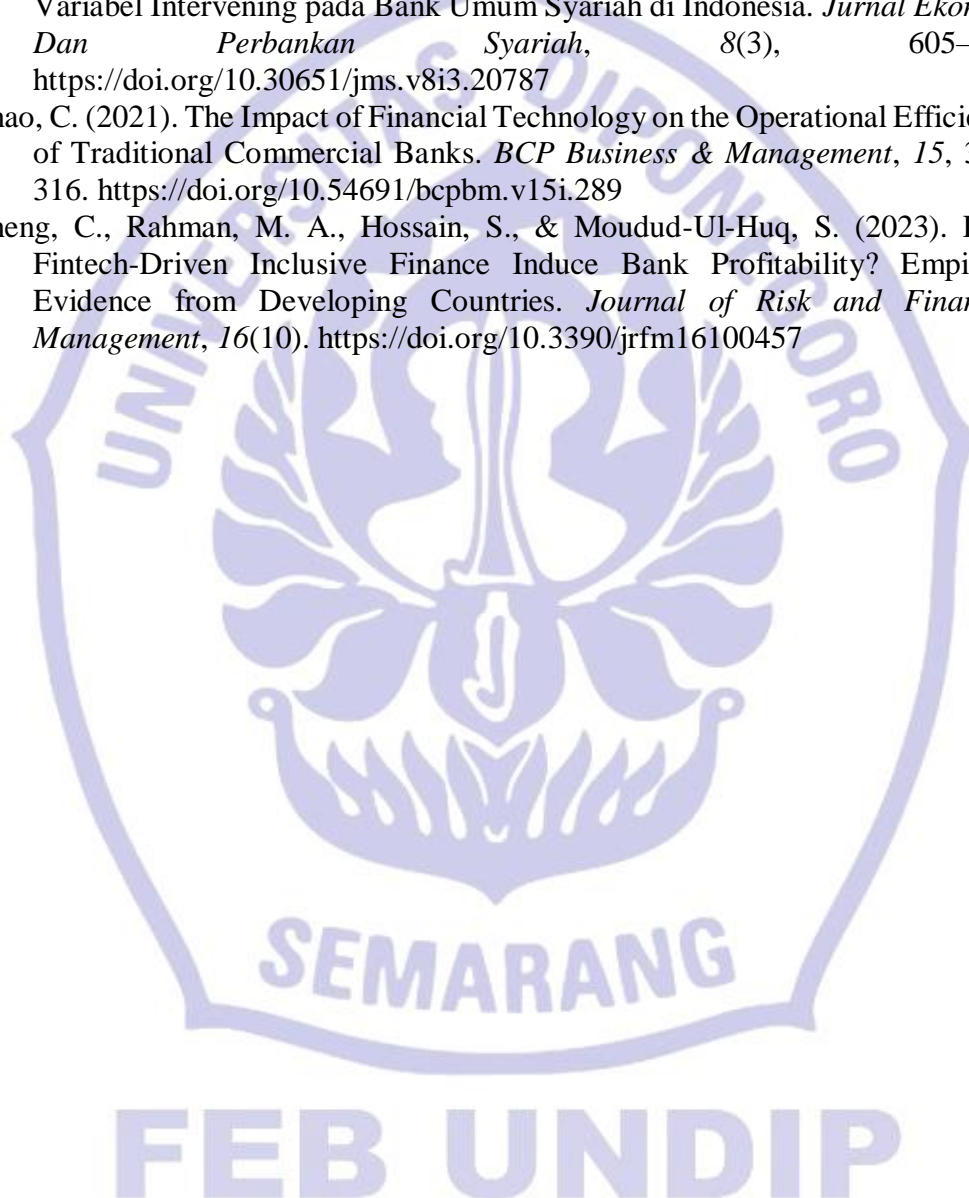 Variabel Intervening pada Bank Umum Syariah di Indonesia. Jurnal Ekon
Dan Perbankan Syariah, 8(3), 605–
https://doi.org/10.30651/jms.v8i3.20787
hao, C. (2021). The Impact of Financial Technology on the Operational Efficie
of Traditional Commercial Banks. BCP Business & Management, 15, 3
316. https://doi.org/10.54691/bcpbm.v15i.289
heng, C., Rahman, M. A., Hossain, S., & Moudud-Ul-Huq, S. (2023).
Fintech-Driven Inclusive Finance Induce Bank Profitability? Empi
Evidence from Developing Countries. Journal of Risk and Finan
Management, 16(10). https://doi.org/10.3390/jrfm16100457
UNIVERSITAS DIPONEGORO
SEMARANG
FEB UNDIP